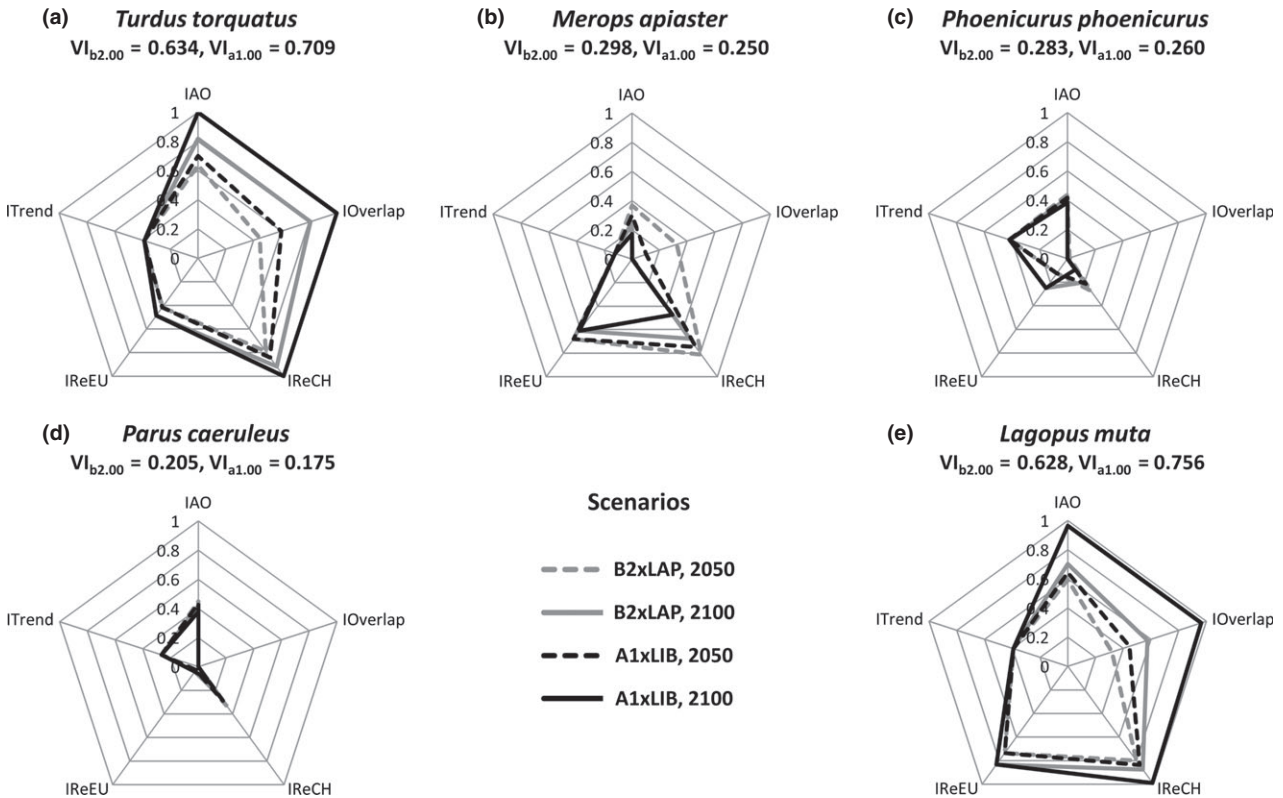 (a) Turdus torquatus
VIb2.00 = 0.634, VIa1.00 = 0.709
IAO
1
0.8
0.6
0.4
0.2
0
ITrend
IOverlap
IReEU
IReCH
(b) Merops apiaster
VIb2.00 = 0.298, VIa1.00 = 0.250
IAO
1
0.8
0.6
0.4
0.2
0
ITrend
IOverlap
IReEU
IReCH
(c) Phoenicurus phoenicurus
VIb2.00 = 0.283, VIa1.00 = 0.260
IAO
1
0.8
0.6
0.4
0.2
0
ITrend
IOverlap
IReEU
IReCH
(d) Parus caeruleus
VIb2.00 = 0.205, VIa1.00 = 0.175
IAO
1
0.8
0.6
0.4
0.2
0
ITrend
IOverlap
IReEU
IReCH
Scenarios
B2xLAP, 2050
B2xLAP, 2100
A1xLIB, 2050
A1xLIB, 2100
(e) Lagopus muta
VIb2.00 = 0.628, VIa1.00 = 0.756
IAO
1
0.8
0.6
0.4
0.2
0
ITrend
IOverlap
IReEU
IReCH